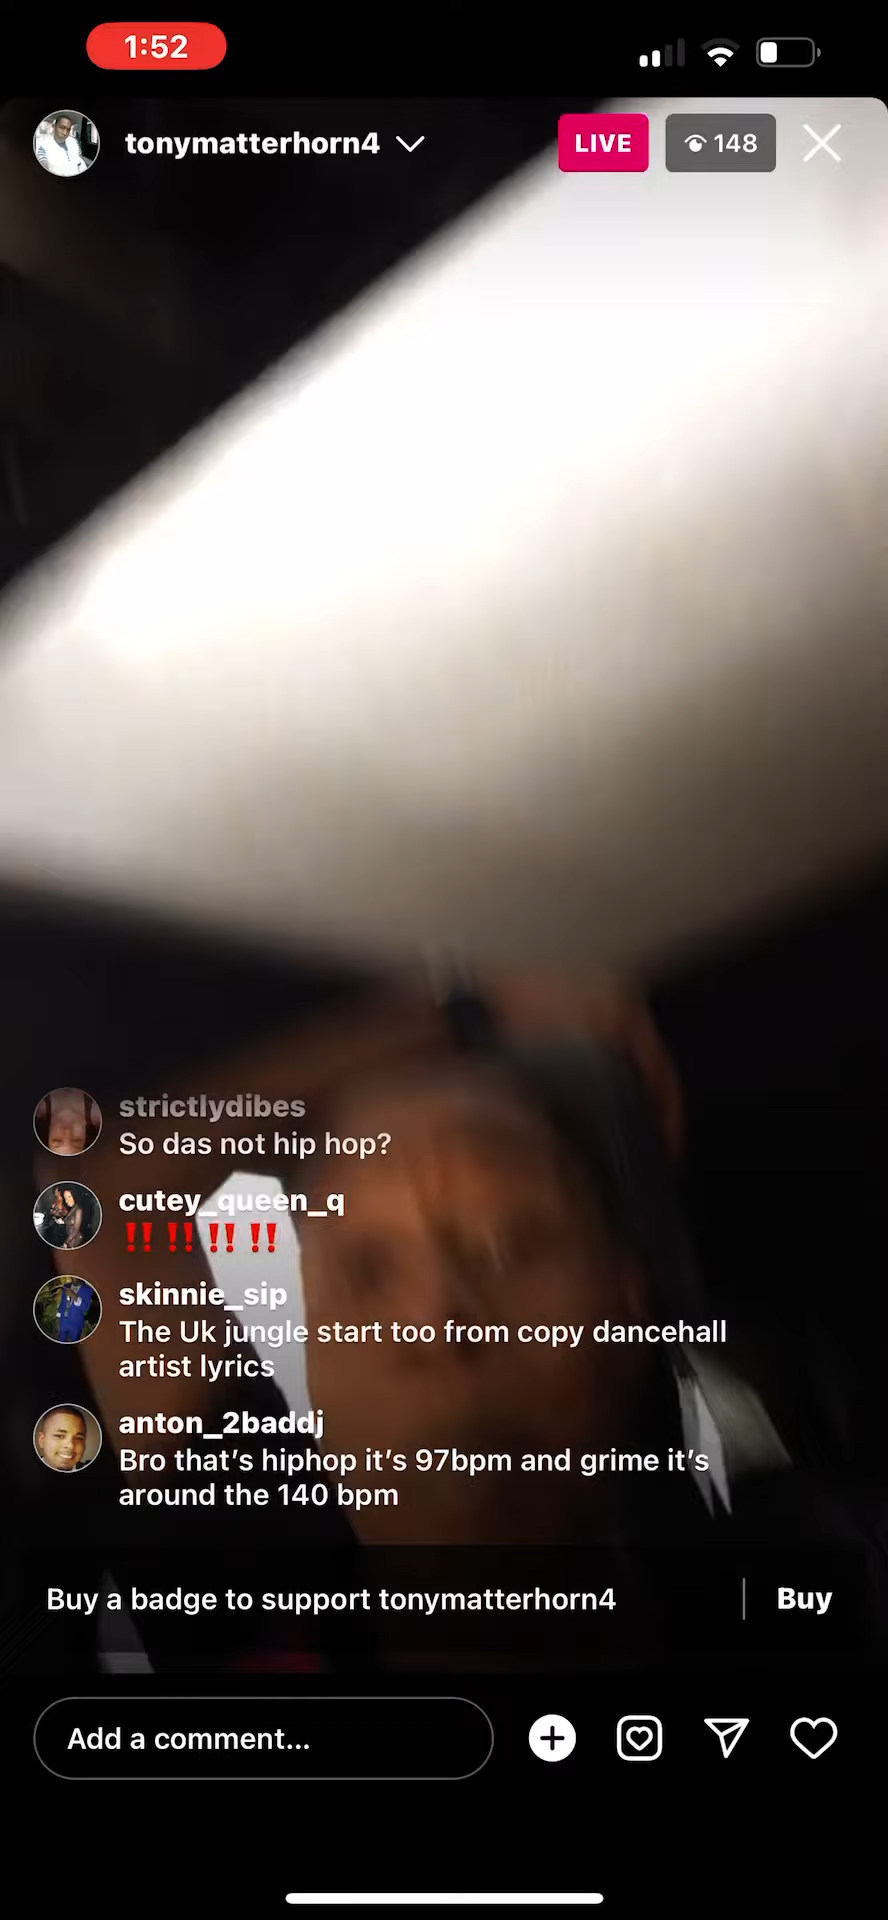 1:52
tonymatterhorn4
LIVE
148
strictlydibes
So das not hip hop?
cutey_queen_q
‼️ ‼️ ‼️ ‼️
skinnie_sip
The Uk jungle start too from copy dancehall
artist lyrics
anton_2baddj
Bro that’s hiphop it’s 97bpm and grime it’s
around the 140 bpm
Buy a badge to support tonymatterhorn4
Buy
Add a comment...